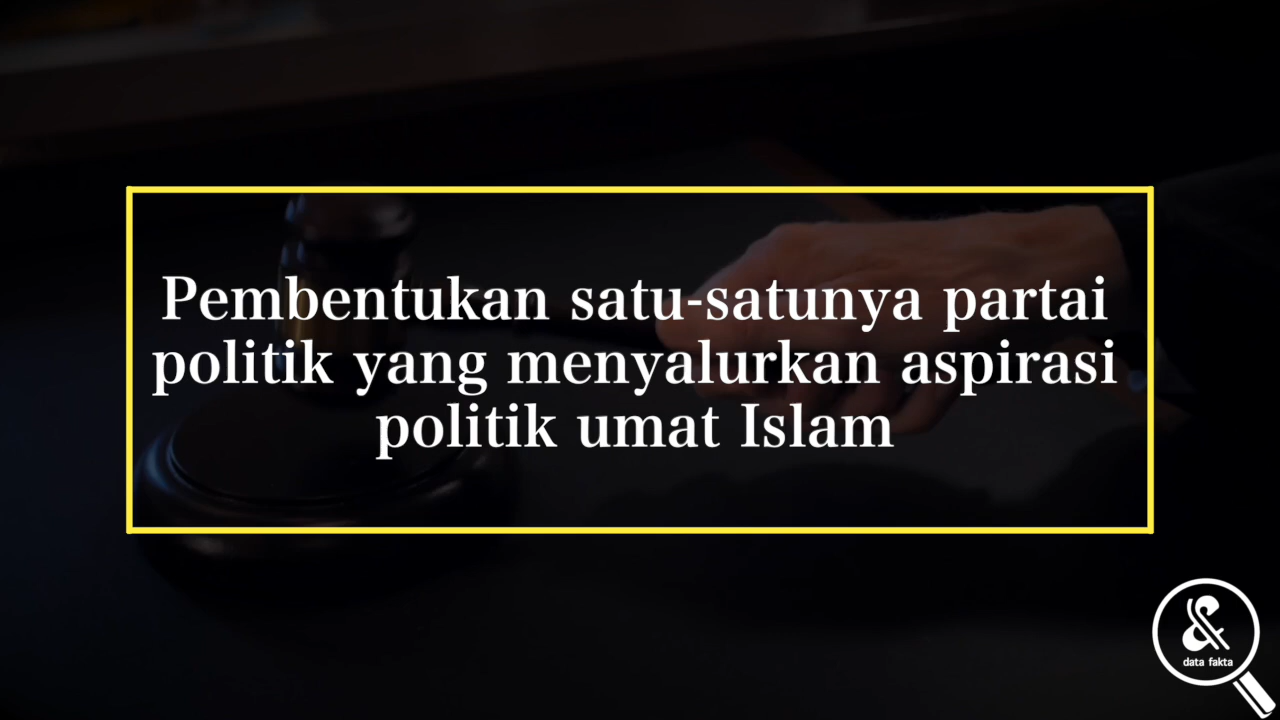 Pembentukan satu-satunya partai
politik yang menyalurkan aspirasi
politik umat Islam
&
data fakta